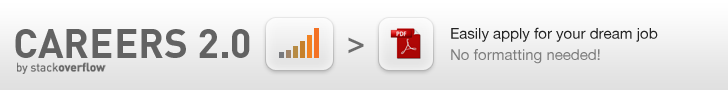 CAREERS 2.0
by stackoverflow
>
PDF
Easily apply for your dream job
No formatting needed!